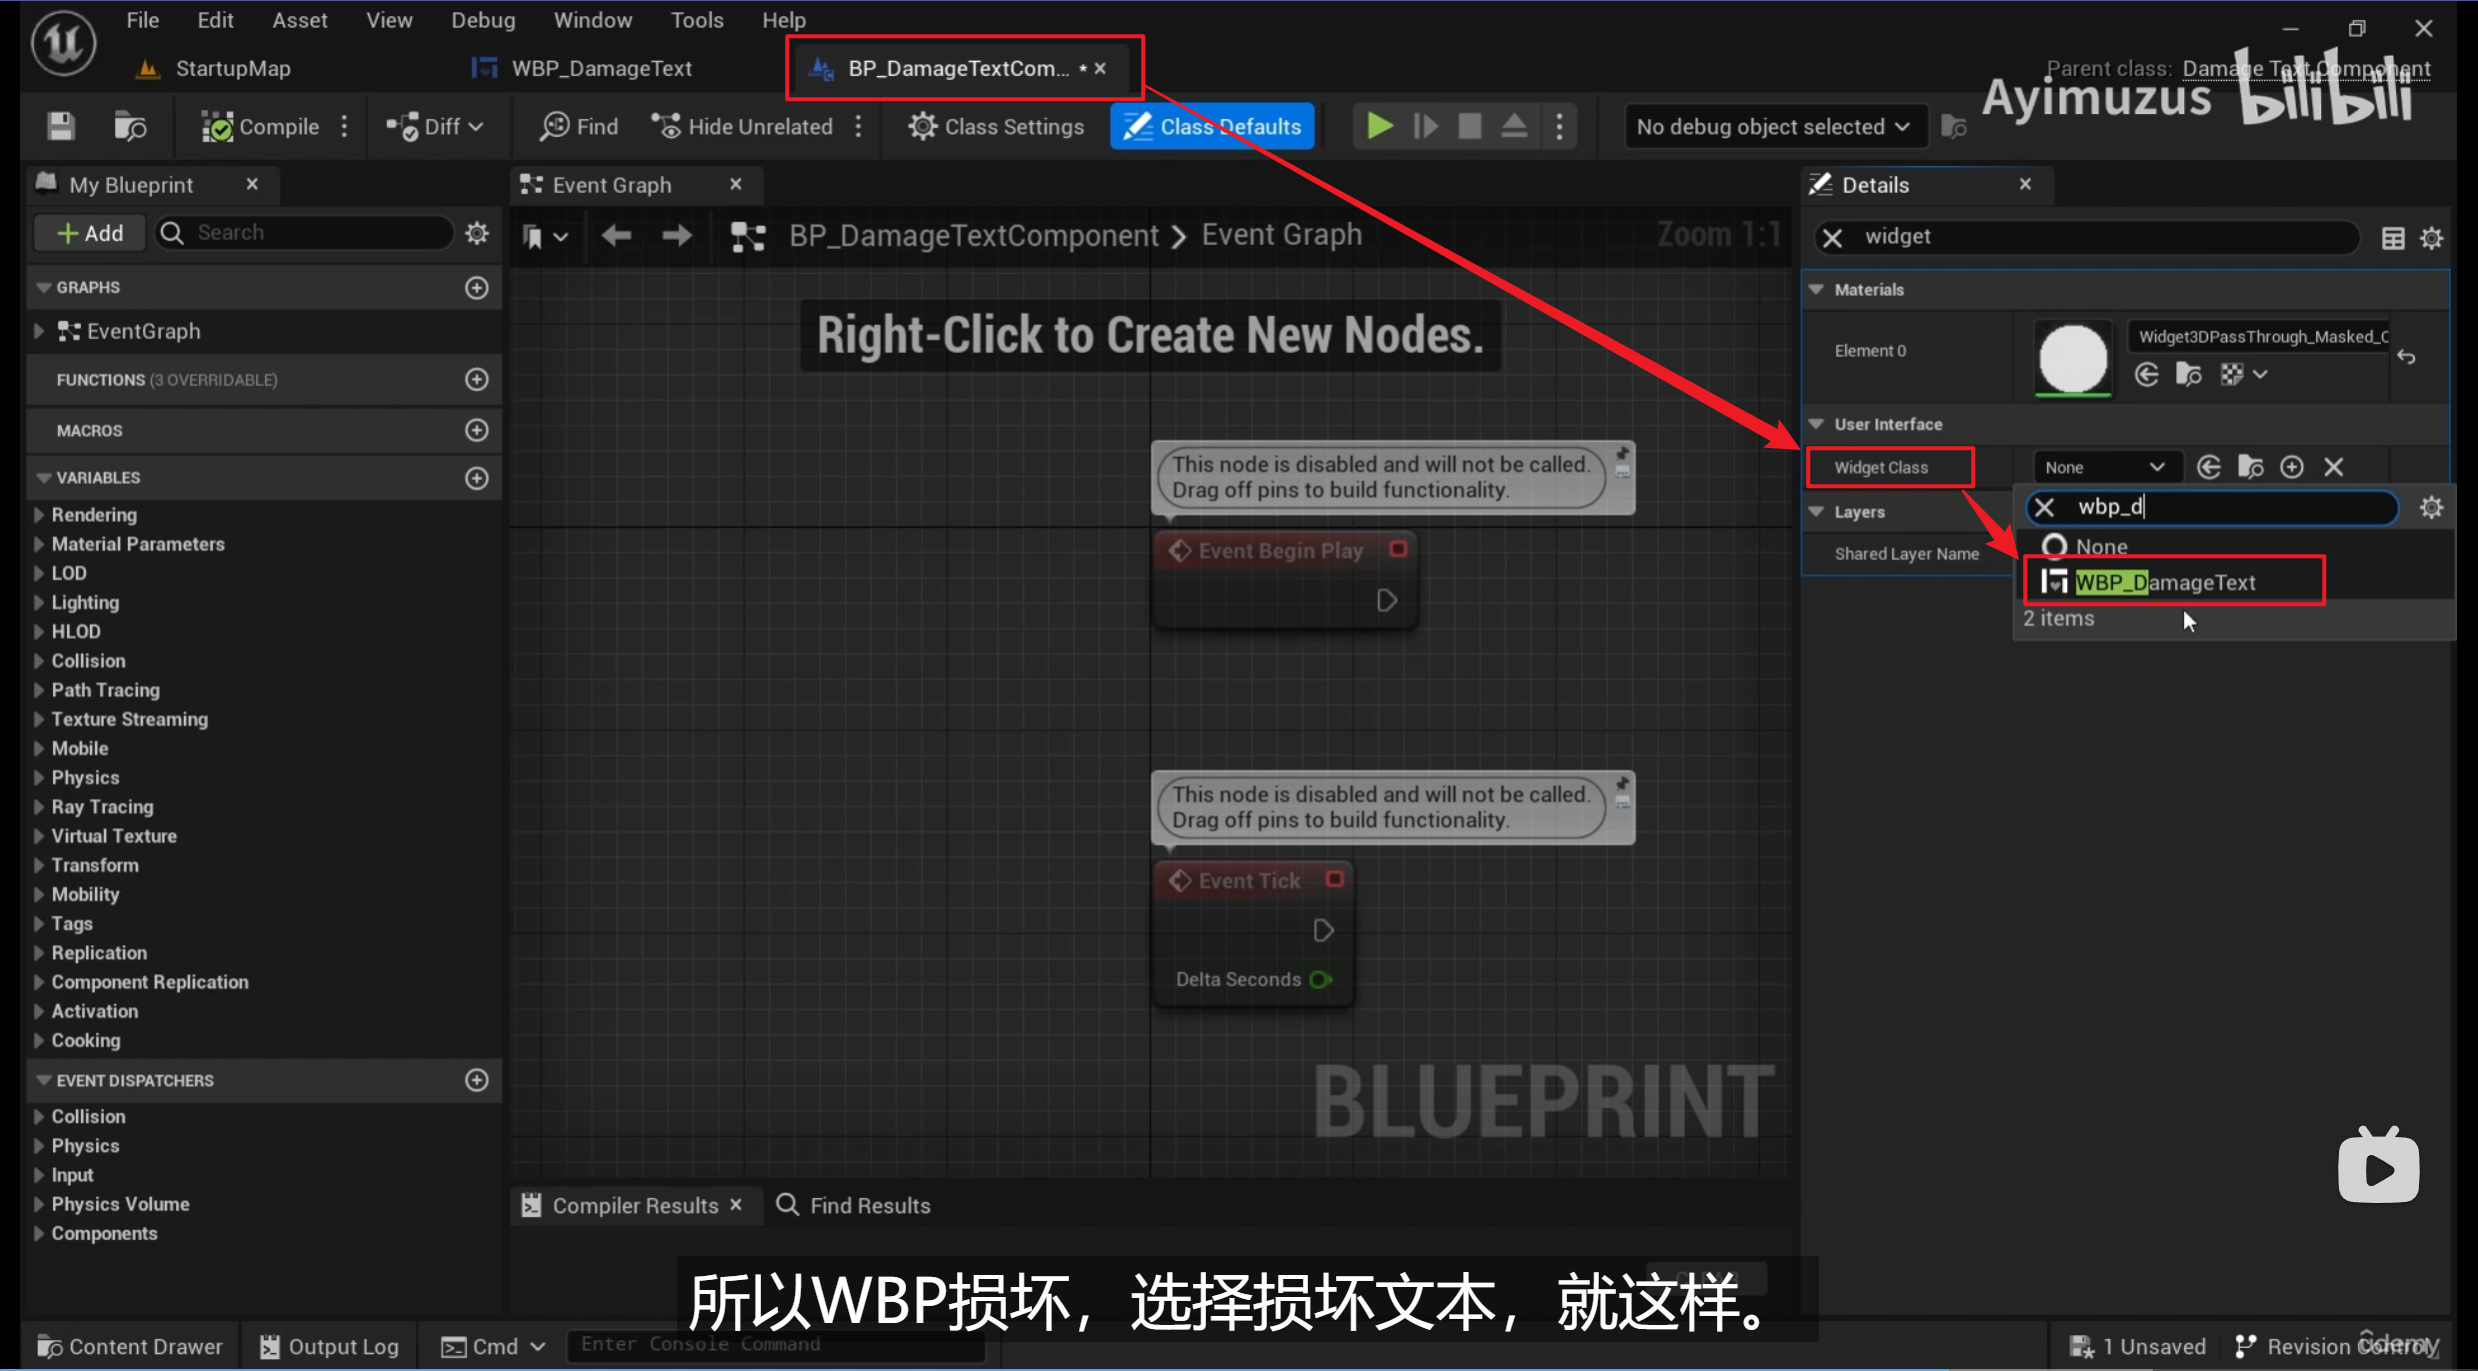 File Edit Asset View Debug Window Tools Help
StartupMap WBP_DamageText BP_DamageTextCom... *
Parent class: Damage Text Component
Ayimuzus bilibili
Compile Diff Find Hide Unrelated Class Settings Class Defaults No debug object selected
My Blueprint
Add Search
GRAPHS
EventGraph
FUNCTIONS (3 OVERRIDABLE)
MACROS
VARIABLES
Rendering
Material Parameters
LOD
Lighting
HLOD
Collision
Path Tracing
Texture Streaming
Mobile
Physics
Ray Tracing
Virtual Texture
Transform
Mobility
Tags
Replication
Component Replication
Activation
Cooking
EVENT DISPATCHERS
Collision
Physics
Input
Physics Volume
Components
Event Graph
BP_DamageTextComponent > Event Graph Zoom 1:1
Right-Click to Create New Nodes.
This node is disabled and will not be called.
Drag off pins to build functionality.
Event Begin Play
This node is disabled and will not be called.
Drag off pins to build functionality.
Event Tick
Delta Seconds
BLUEPRINT
Details
widget
Materials
Element 0 Widget3DPassThrough_Masked_O
User Interface
Widget Class None
wbp_d
Layers
None
Shared Layer Name
WBP_DamageText
2 items
Compiler Results Find Results
所以WBP损坏，选择损坏文本，就这样。
Content Drawer Output Log Cmd Enter Console Command 1 Unsaved Revision Control
udemy